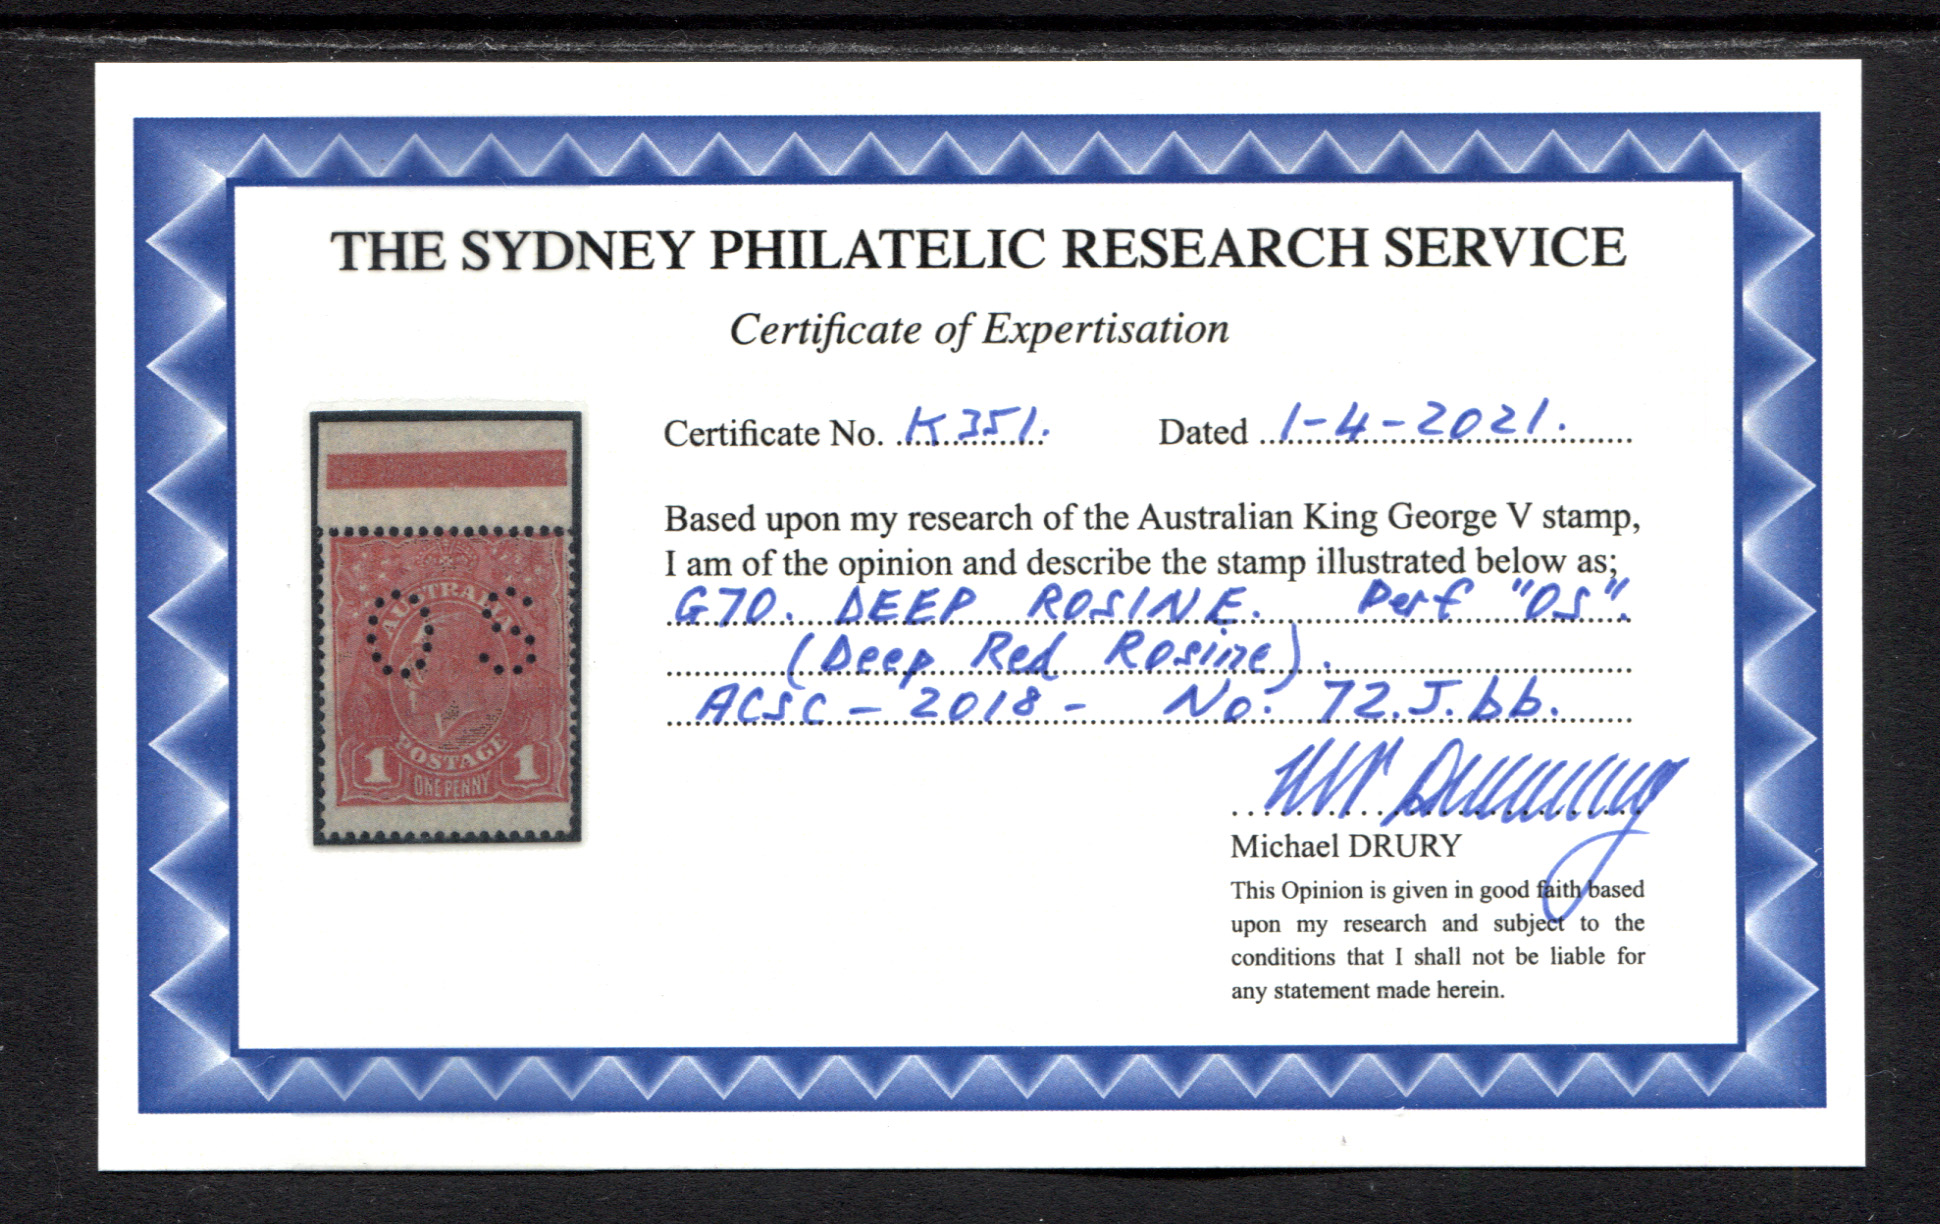 THE SYDNEY PHILATELIC RESEARCH SERVICE
Certificate of Expertisation
Certificate No. K351. Dated 1-4-2021.
Based upon my research of the Australian King George V stamp,
I am of the opinion and describe the stamp illustrated below as;
G70. DEEP ROSINE. Perf "OS".
(Deep Red Rosine).
ACSC - 2018 - No. 72.J.bb.
Michael DRURY
This Opinion is given in good faith based
upon my research and subject to the
conditions that I shall not be liable for
any statement made herein.
AUSTRALIA
OS
POSTAGE
1 1
ONE PENNY